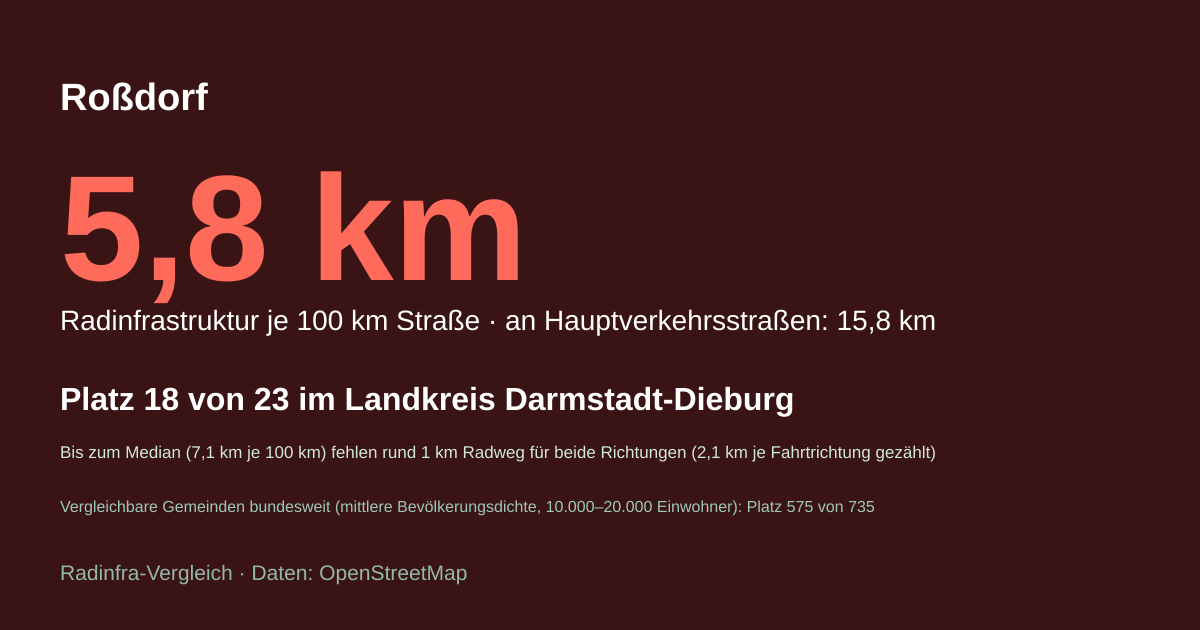 Roßdorf
5,8 km
Radinfrastruktur je 100 km Straße · an Hauptverkehrsstraßen: 15,8 km
Platz 18 von 23 im Landkreis Darmstadt-Dieburg
Bis zum Median (7,1 km je 100 km) fehlen rund 1 km Radweg für beide Richtungen (2,1 km je Fahrtrichtung gezählt)
Vergleichbare Gemeinden bundesweit (mittlere Bevölkerungsdichte, 10.000–20.000 Einwohner): Platz 575 von 735
Radinfra-Vergleich · Daten: OpenStreetMap